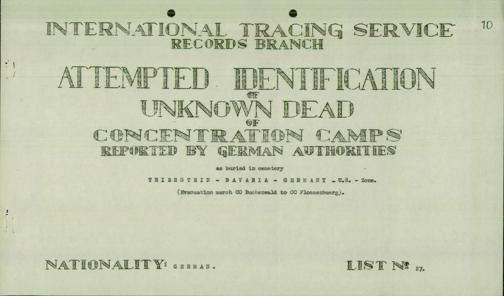 10
INTERNATIONAL TRACING SERVICE
RECORDS BRANCH
ATTEMPTED IDENTIFICATION
OF
UNKNOWN DEAD
OF
CONCENTRATION CAMPS
REPORTED BY GERMAN AUTHORITIES
as buried in cemetery
THIERSTEIN - BAVARIA - GERMANY - U.S. - Zone.
(Evacuation march CC Buchenwald to CC Flossenbuerg).
NATIONALITY: GERMAN. LIST № 27.